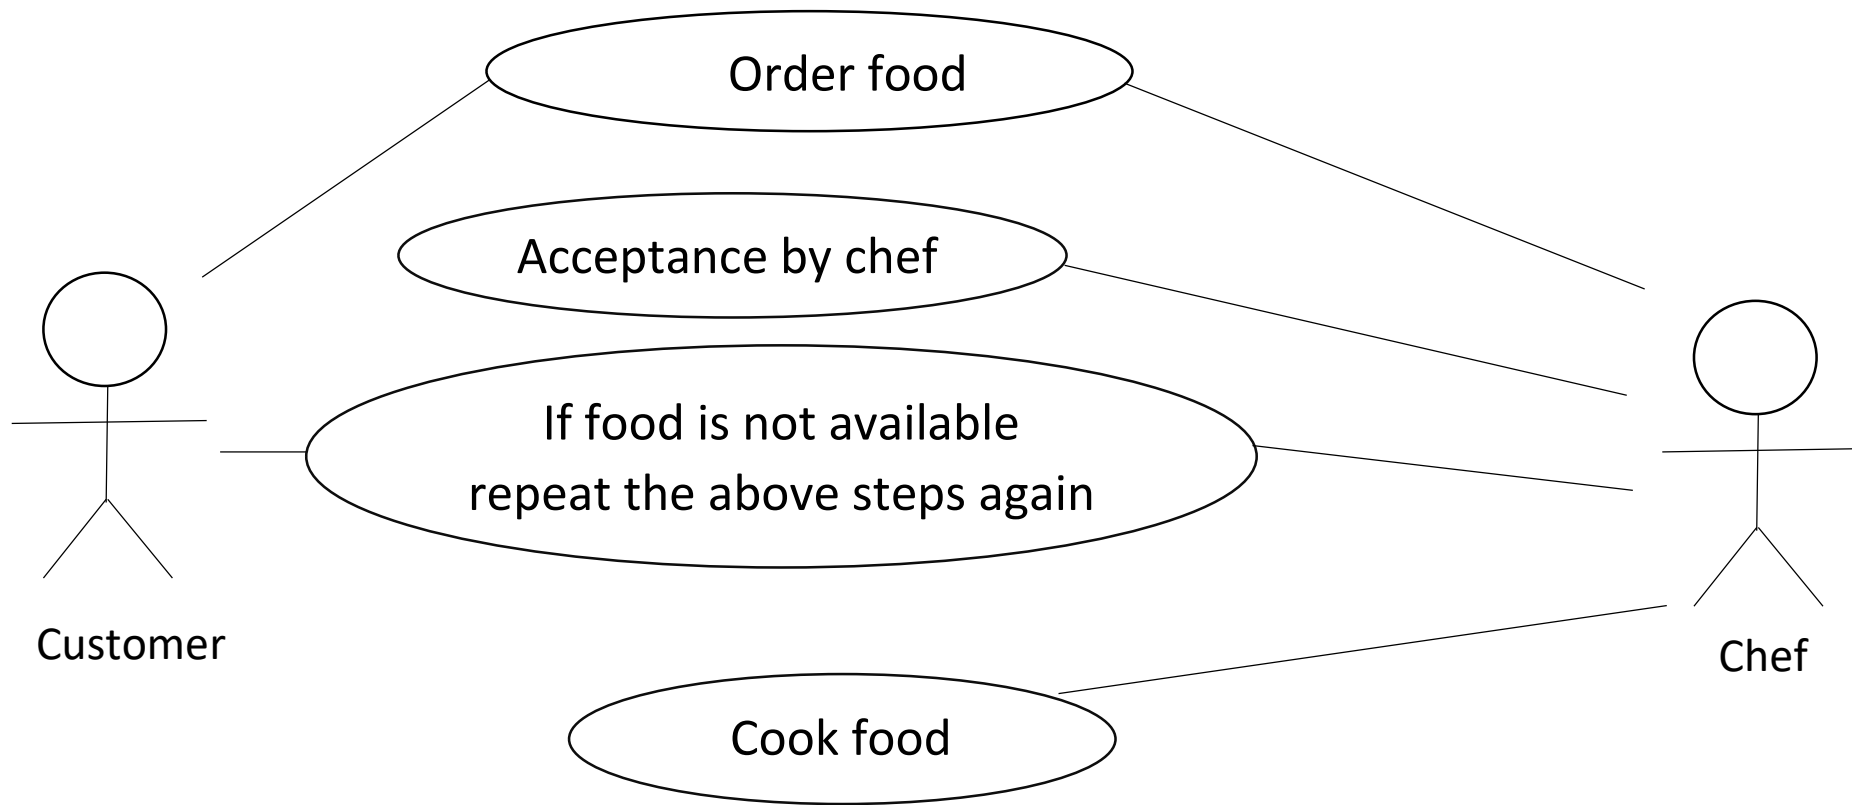 Order food
Acceptance by chef
If food is not available
repeat the above steps again
Customer
Chef
Cook food